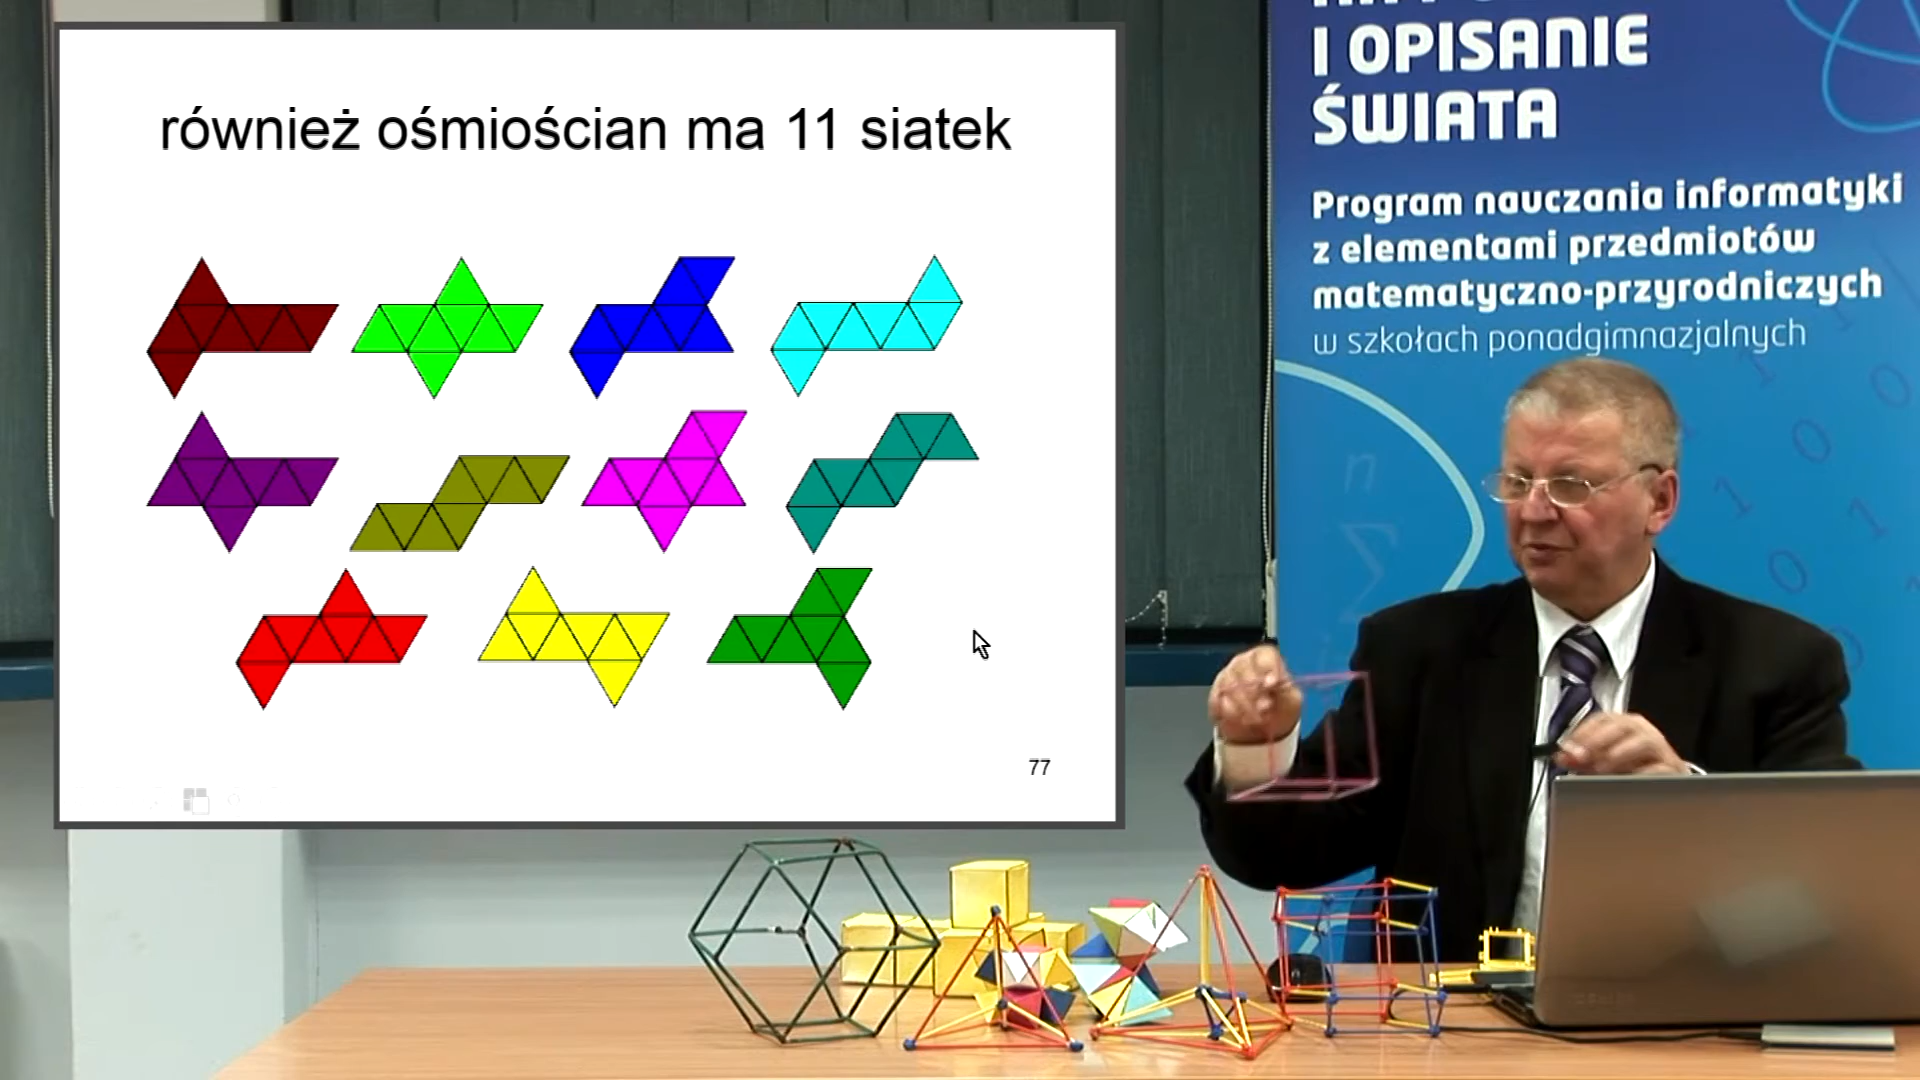 również ośmiościan ma 11 siatek
77
I OPISANIE
ŚWIATA
Program nauczania informatyki
z elementami przedmiotów
matematyczno-przyrodniczych
w szkołach ponadgimnazjalnych